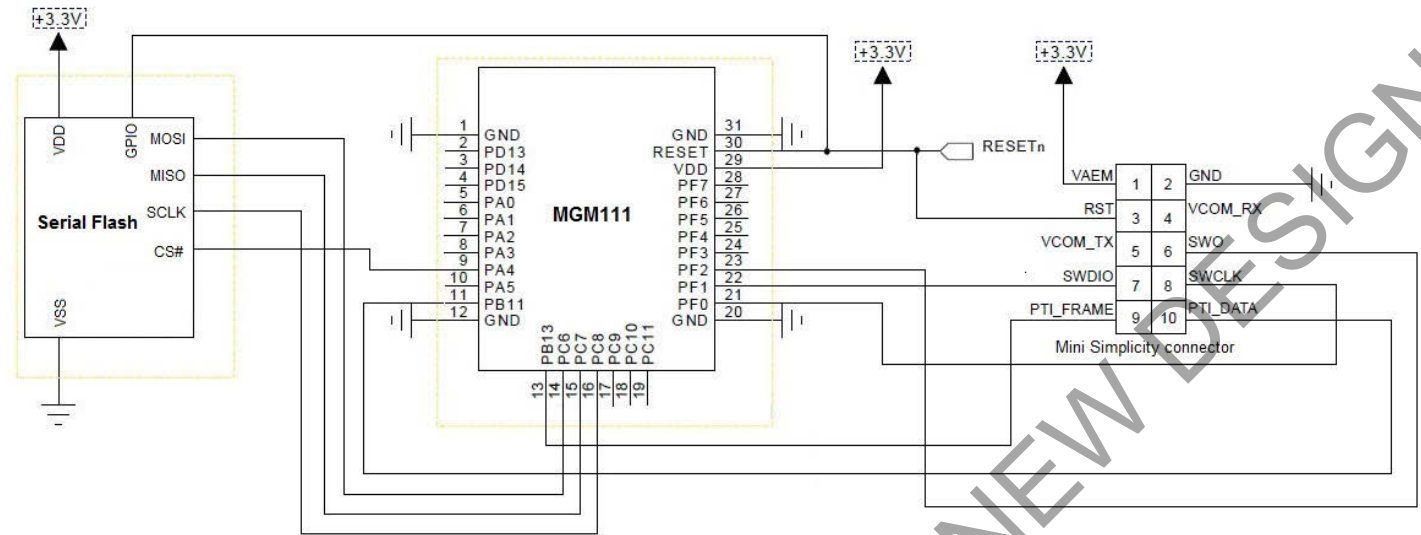 +3.3V
VDD
GPIO
MOSI
MISO
SCLK
CS#
Serial Flash
VSS
MGM111
1 GND
2 PD13
3 PD14
4 PD15
5 PA0
6 PA1
7 PA2
8 PA3
9 PA4
10 PA5
11 PB11
12 GND
13 PB13
14 PC6
15 PC7
16 PC8
17 PC9
18 PC10
19 PC11
GND 31
RESET 30
VDD 29
PF7 28
PF6 27
PF5 26
PF4 25
PF3 24
PF2 23
PF1 22
PF0 21
GND 20
+3.3V
RESETn
+3.3V
VAEM 1 2 GND
RST 3 4 VCOM_RX
VCOM_TX 5 6 SWO
SWDIO 7 8 SWCLK
PTI_FRAME 9 10 PTI_DATA
Mini Simplicity connector
NEW DESIGN